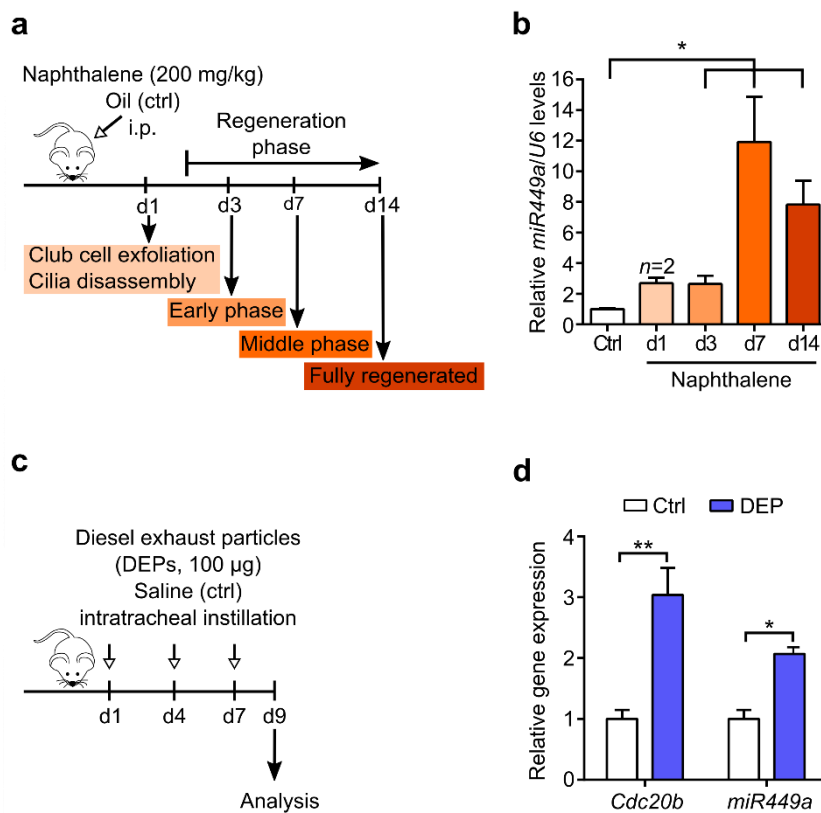 a
Naphthalene (200 mg/kg)
Oil (ctrl)
i.p.
Regeneration
phase
d1
d3
d7
d14
Club cell exfoliation
Cilia disassembly
Early phase
Middle phase
Fully regenerated
b
Relative miR449a/U6 levels
16
14
12
10
8
6
4
2
0
*
n=2
Ctrl
d1
d3
d7
d14
Naphthalene
c
Diesel exhaust particles
(DEPs, 100 µg)
Saline (ctrl)
intratracheal instillation
d1
d4
d7
d9
Analysis
d
Ctrl
DEP
Relative gene expression
4
3
2
1
0
**
*
Cdc20b
miR449a